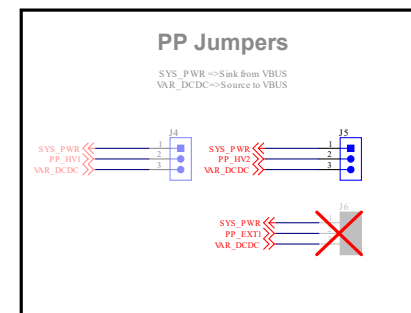 PP Jumpers
SYS_PWR =>Sink from VBUS
VAR_DCDC=>Source to VBUS
J4
SYS_PWR 1
PP_HV1 2
VAR_DCDC 3
J5
SYS_PWR 1
PP_HV2 2
VAR_DCDC 3
J6
SYS_PWR 1
PP_EXT1
VAR_DCDC